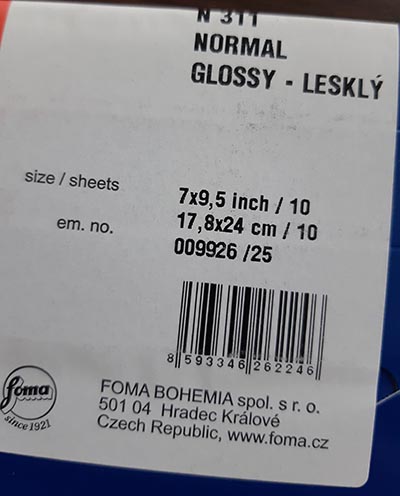 N 311
NORMAL
GLOSSY - LESKLÝ
size / sheets
7x9,5 inch / 10
17,8x24 cm / 10
em. no.
009926 /25
8 593346 262246
foma
since 1921
FOMA BOHEMIA spol. s r. o.
501 04 Hradec Králové
Czech Republic, www.foma.cz